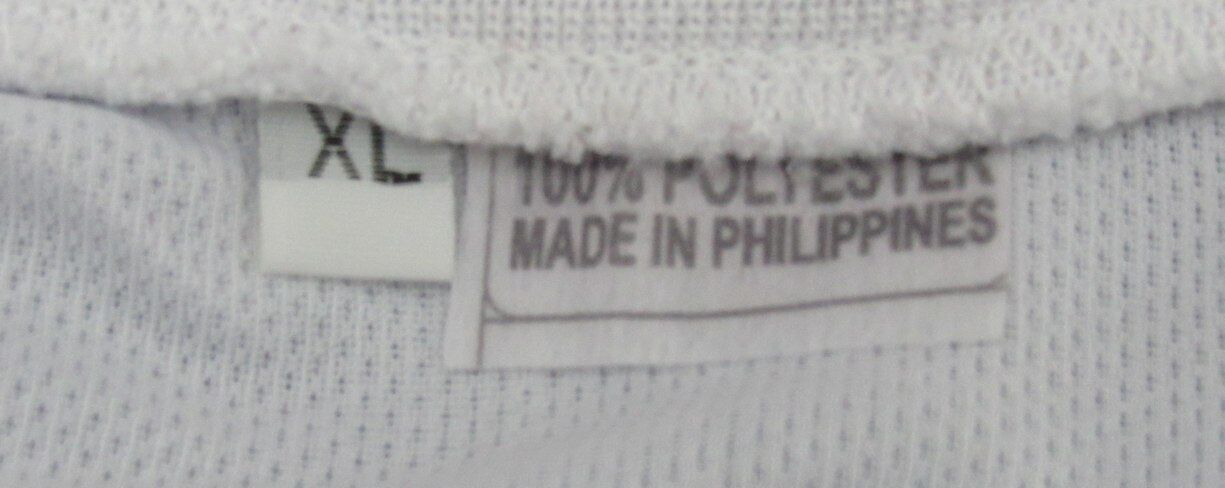 XL
100% POLYESTER
MADE IN PHILIPPINES